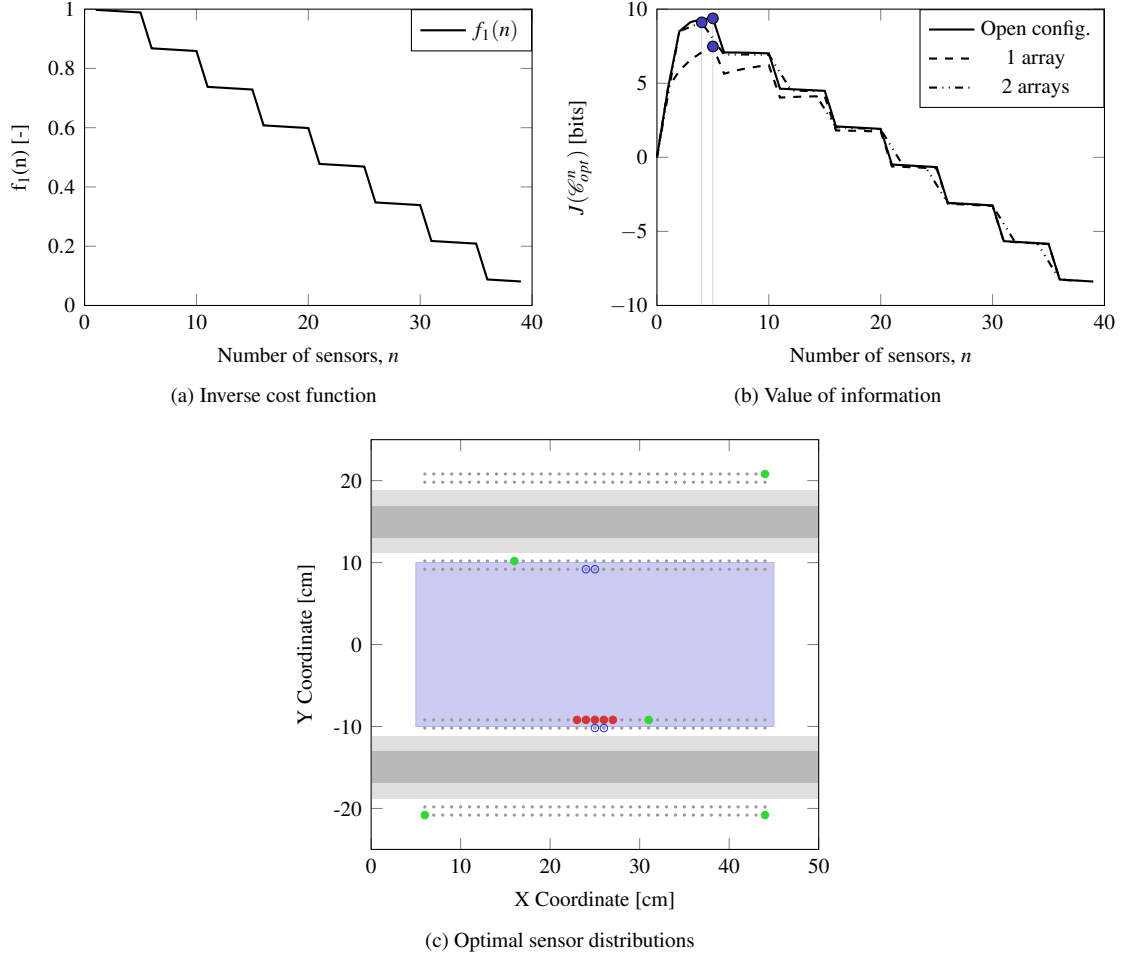 1
0.8
0.6
0.4
0.2
0
0
10
20
30
40
f₁(n) [-]
Number of sensors, n
f₁(n)
(a) Inverse cost function
10
5
0
−5
−10
0
10
20
30
40
J(𝒞ⁿₒₚₜ) [bits]
Number of sensors, n
Open config.
1 array
2 arrays
(b) Value of information
20
10
0
-10
-20
0
10
20
30
40
50
Y Coordinate [cm]
X Coordinate [cm]
(c) Optimal sensor distributions